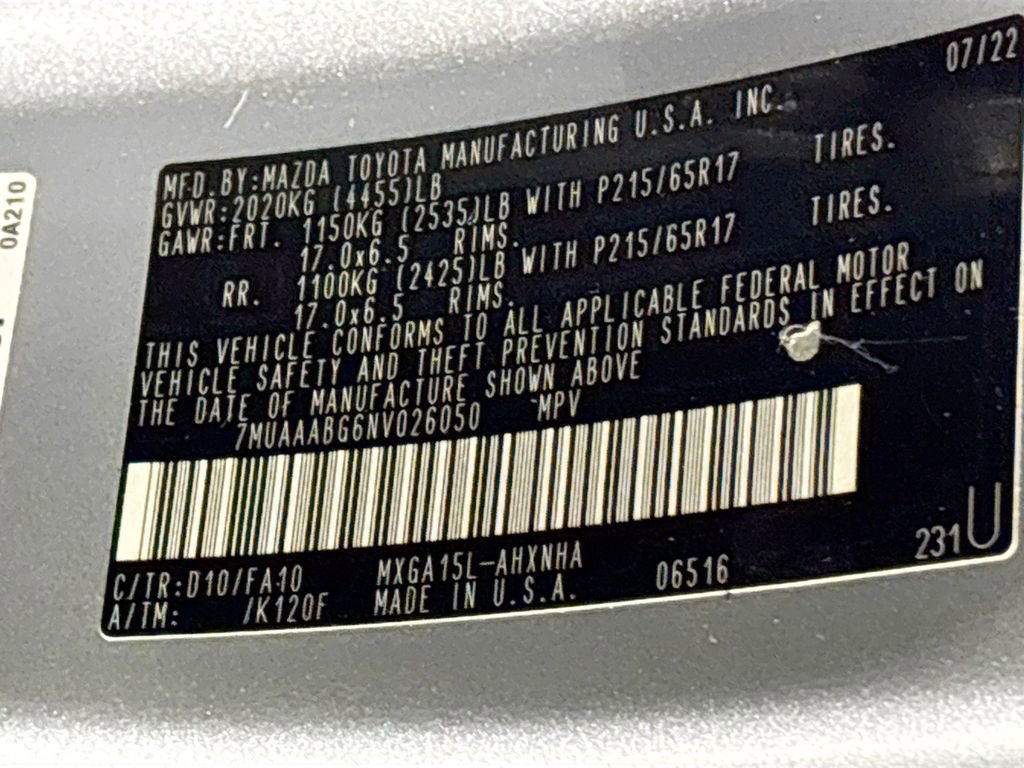 07/22
MFD.BY:MAZDA TOYOTA MANUFACTURING U.S.A. INC.
GVWR:2020KG (4455)LB
GAWR:FRT. 1150KG (2535)LB WITH P215/65R17 TIRES.
17.0x6.5 RIMS.
RR. 1100KG (2425)LB WITH P215/65R17 TIRES.
17.0x6.5 RIMS.
THIS VEHICLE CONFORMS TO ALL APPLICABLE FEDERAL MOTOR
VEHICLE SAFETY AND THEFT PREVENTION STANDARDS IN EFFECT ON
THE DATE OF MANUFACTURE SHOWN ABOVE
7MUAAABG6NV026050 MPV
C/TR:D10/FA10 MXGA15L-AHXNHA 06516 231U
A/TM: /K120F MADE IN U.S.A.
0A210